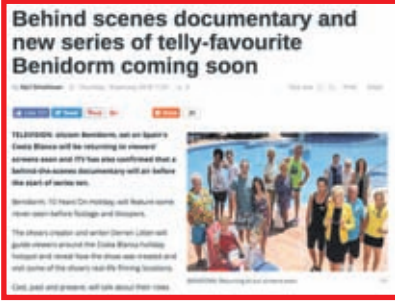 Behind scenes documentary and
new series of telly-favourite
Benidorm coming soon
TELEVISION sitcom Benidorm, set on Spain's
Costa Blanca will be returning to viewers'
screens soon and ITV has also confirmed that a
behind-the-scenes documentary will air before
the start of series ten.
Benidorm, 10 Years On Holiday, will feature some
never seen before footage and bloopers.
The show's creator and writer Derren Litten will
guide viewers around the Costa Blanca holiday
hotspot and reveal how the show was created and
visit some of the show's real-life filming locations.
Cast, past and present, will talk about their roles